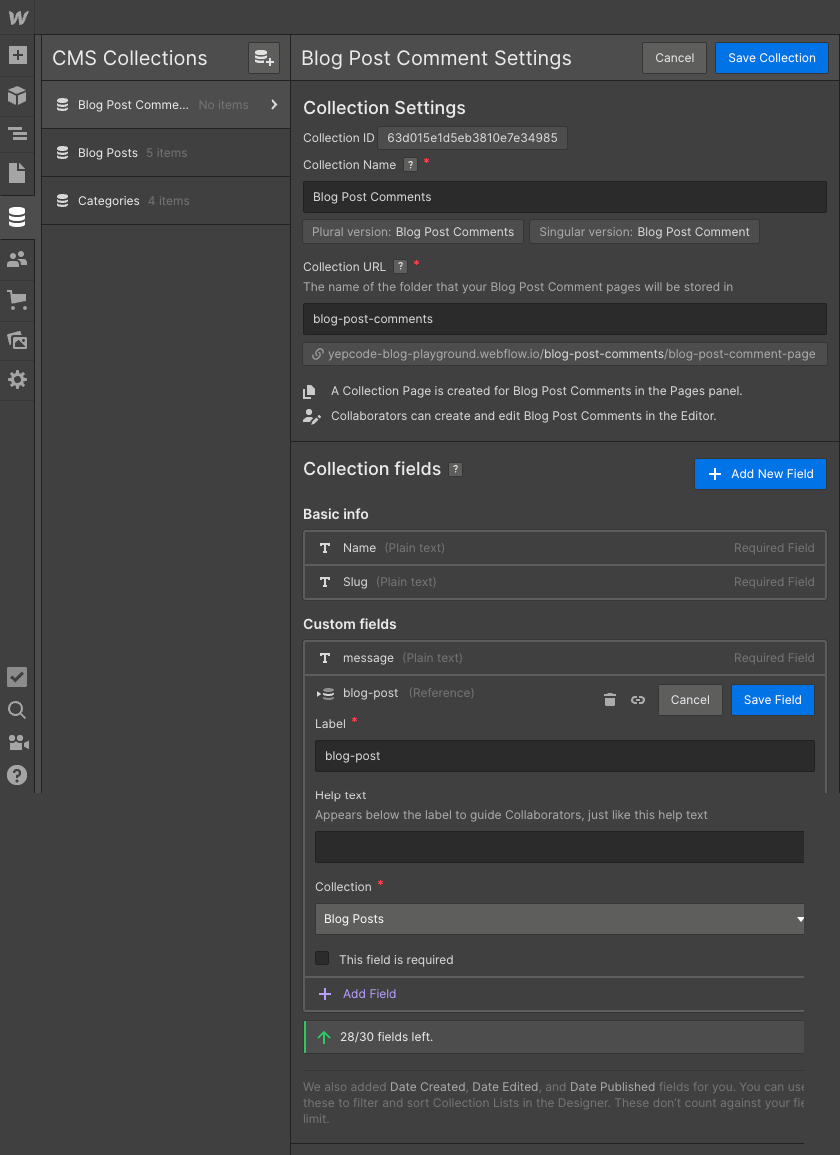 CMS Collections
Blog Post Comme... No items
Blog Posts 5 items
Categories 4 items
Blog Post Comment Settings
Cancel
Save Collection
Collection Settings
Collection ID 63d015e1d5eb3810e7e34985
Collection Name ? *
Blog Post Comments
Plural version: Blog Post Comments
Singular version: Blog Post Comment
Collection URL ? *
The name of the folder that your Blog Post Comment pages will be stored in
blog-post-comments
yepcode-blog-playground.webflow.io/blog-post-comments/blog-post-comment-page
A Collection Page is created for Blog Post Comments in the Pages panel.
Collaborators can create and edit Blog Post Comments in the Editor.
Collection fields ?
Add New Field
Basic info
Name (Plain text) Required Field
Slug (Plain text) Required Field
Custom fields
message (Plain text) Required Field
blog-post (Reference)
Cancel
Save Field
Label *
blog-post
Help text
Appears below the label to guide Collaborators, just like this help text
Collection *
Blog Posts
This field is required
Add Field
28/30 fields left.
We also added Date Created, Date Edited, and Date Published fields for you. You can use
these to filter and sort Collection Lists in the Designer. These don't count against your fie
limit.